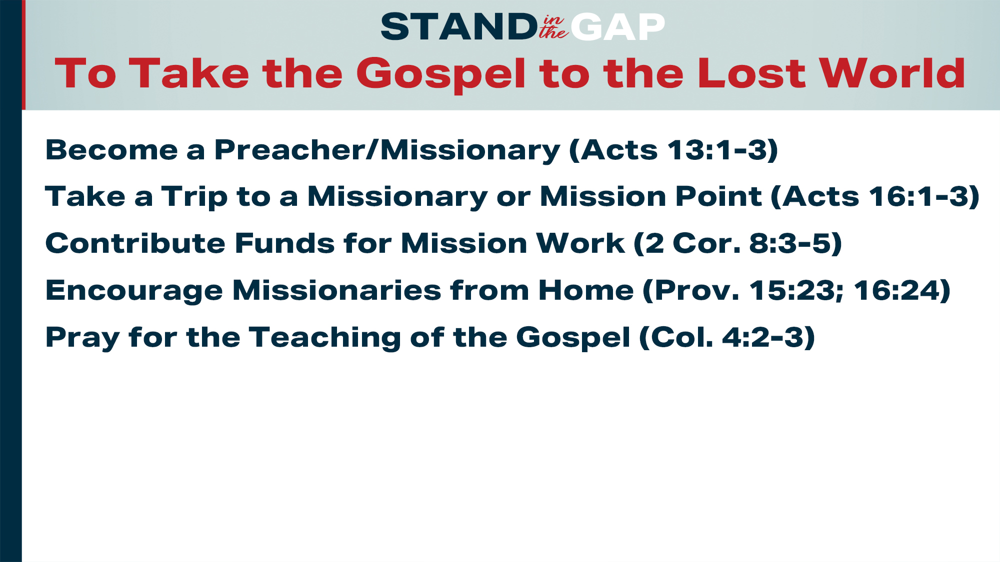 STAND in the GAP
To Take the Gospel to the Lost World
Become a Preacher/Missionary (Acts 13:1-3)
Take a Trip to a Missionary or Mission Point (Acts 16:1-3)
Contribute Funds for Mission Work (2 Cor. 8:3-5)
Encourage Missionaries from Home (Prov. 15:23; 16:24)
Pray for the Teaching of the Gospel (Col. 4:2-3)